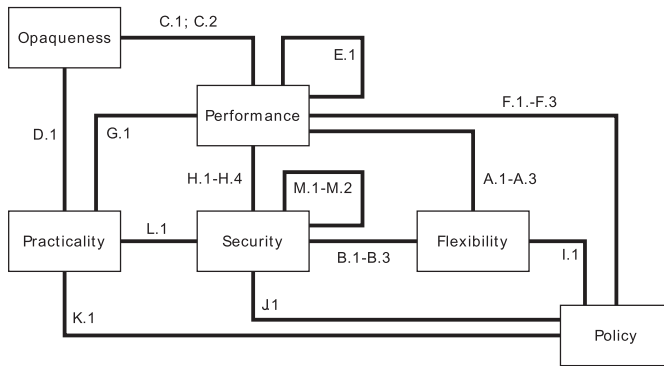 C.1; C.2
Opaqueness
E.1
F.1.-F.3
Performance
D.1
G.1
H.1-H.4
M.1-M.2
A.1-A.3
L.1
Practicality
Security
Flexibility
B.1-B.3
I.1
J.1
K.1
Policy